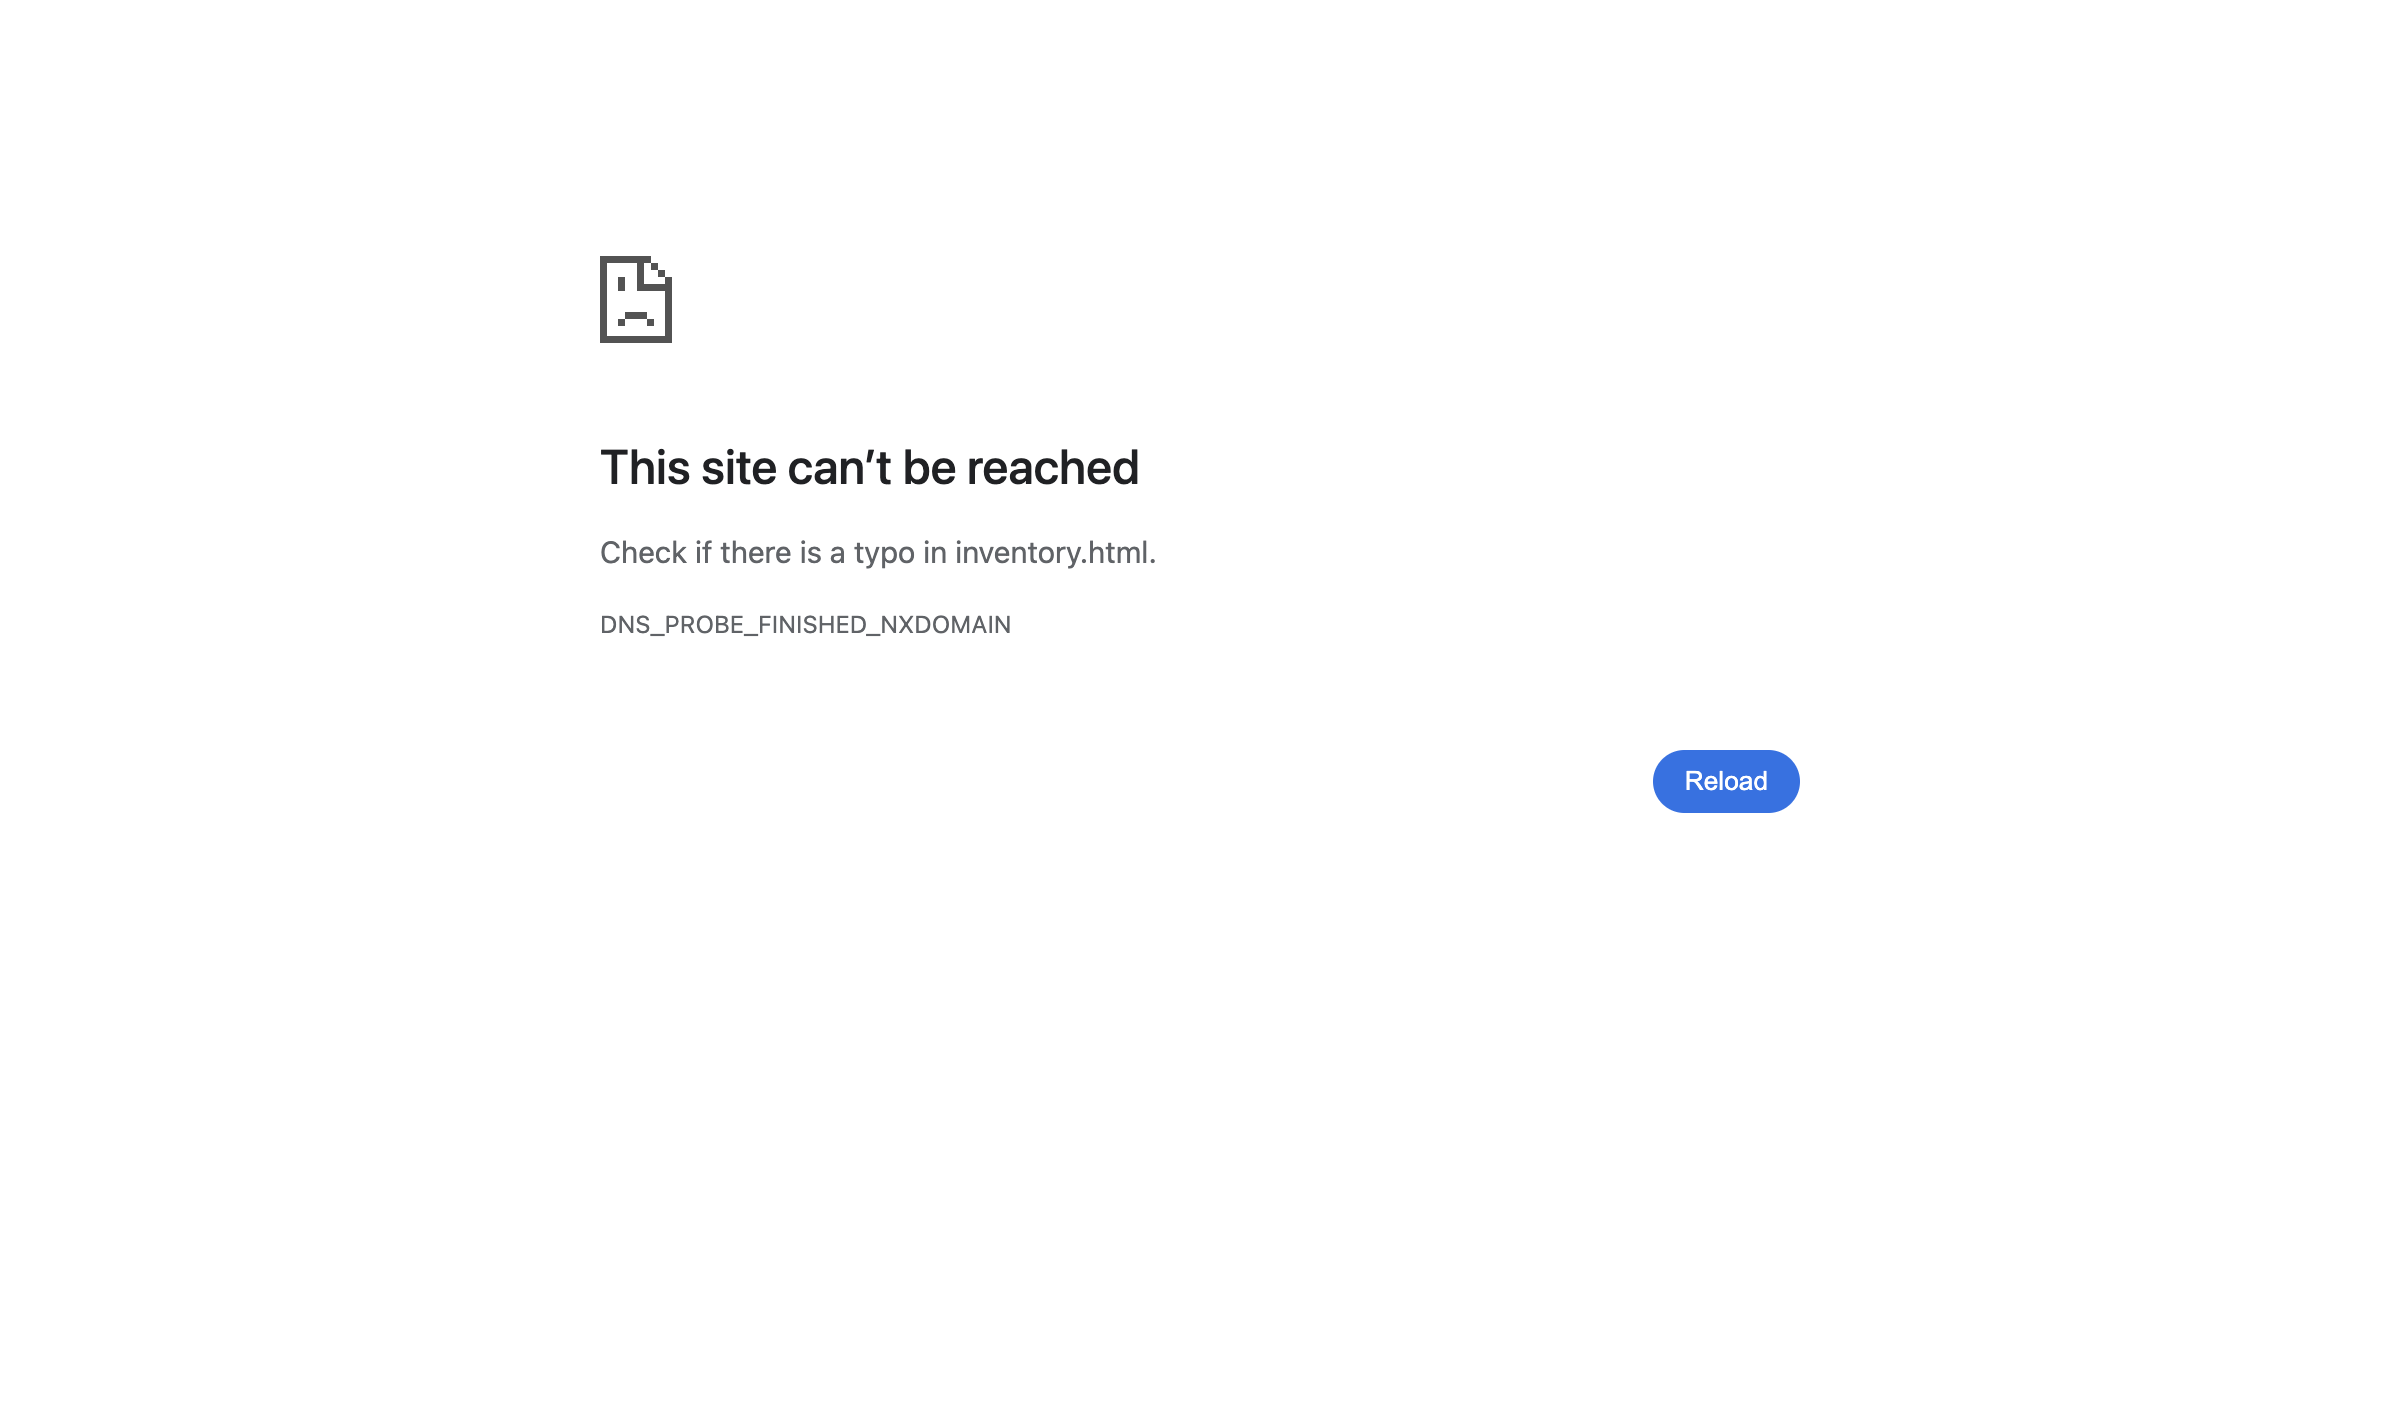 This site can’t be reached
Check if there is a typo in inventory.html.
DNS_PROBE_FINISHED_NXDOMAIN
Reload